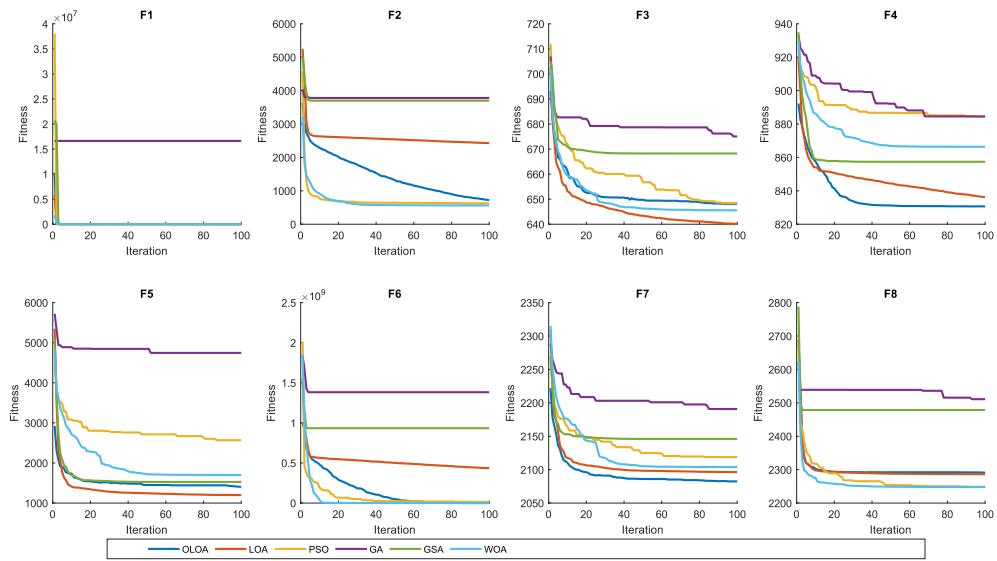 F1 F2 F3 F4
×10^7
4
3.5
3
2.5
2
1.5
1
0.5
0
Fitness
0 20 40 60 80 100
Iteration
6000
5000
4000
3000
2000
1000
0
Fitness
0 20 40 60 80 100
Iteration
720
710
700
690
680
670
660
650
640
Fitness
0 20 40 60 80 100
Iteration
940
920
900
880
860
840
820
Fitness
0 20 40 60 80 100
Iteration
F5 F6 F7 F8
6000
5000
4000
3000
2000
1000
Fitness
0 20 40 60 80 100
Iteration
×10^9
2.5
2
1.5
1
0.5
0
Fitness
0 20 40 60 80 100
Iteration
2350
2300
2250
2200
2150
2100
2050
Fitness
0 20 40 60 80 100
Iteration
2800
2700
2600
2500
2400
2300
2200
Fitness
0 20 40 60 80 100
Iteration
OLOA LOA PSO GA GSA WOA